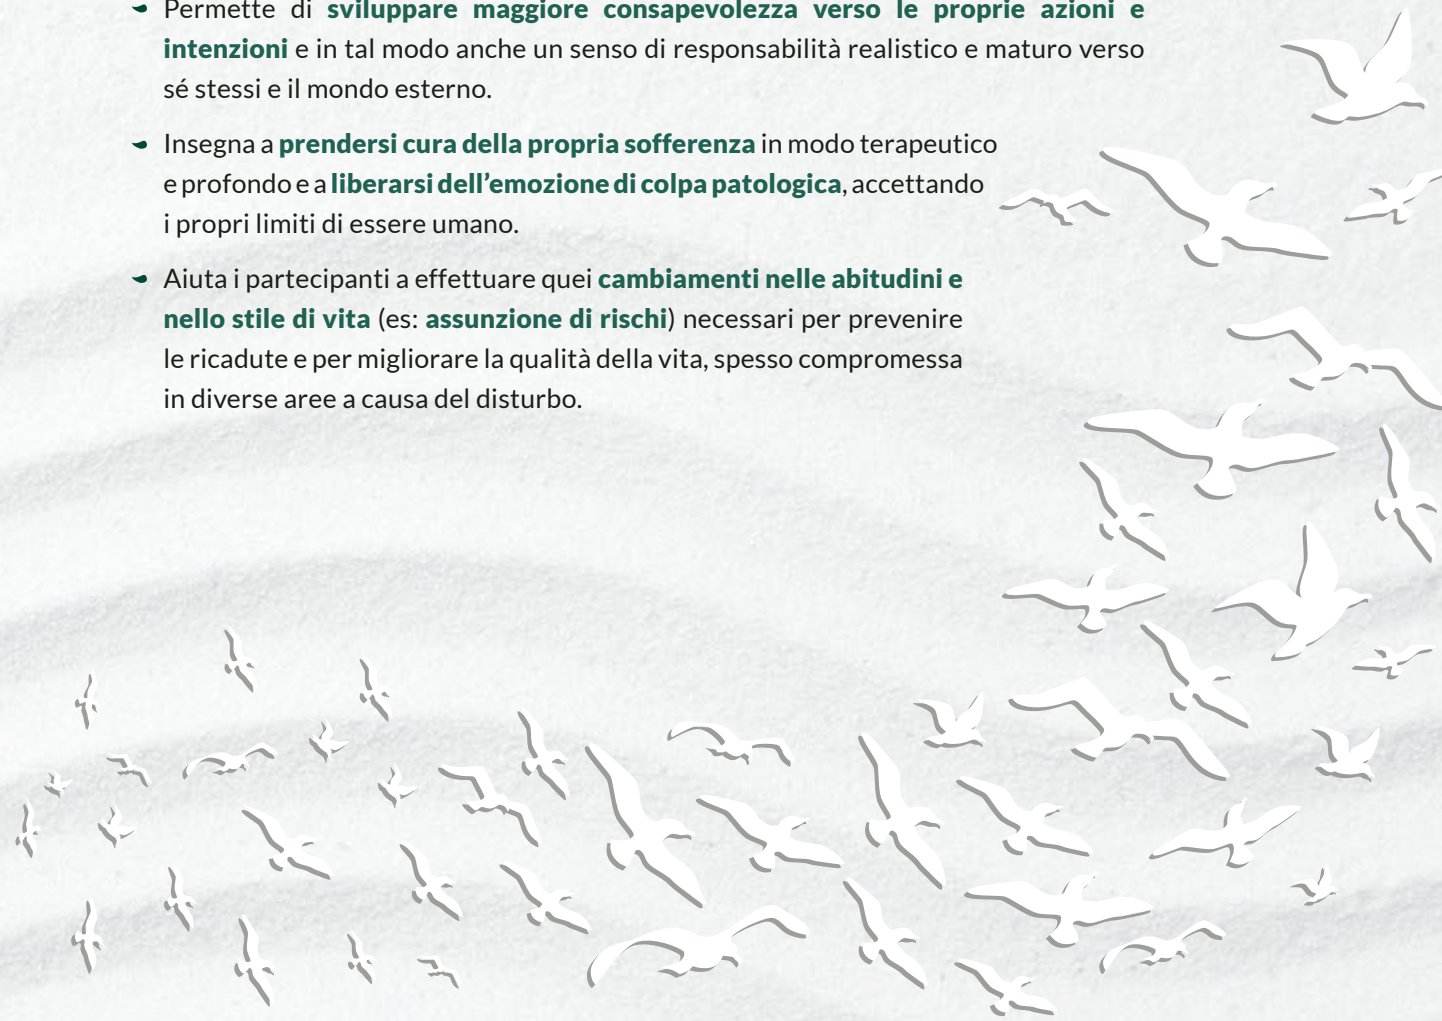 Permette di sviluppare maggiore consapevolezza verso le proprie azioni e
intenzioni e in tal modo anche un senso di responsabilità realistico e maturo verso
sé stessi e il mondo esterno.
Insegna a prendersi cura della propria sofferenza in modo terapeutico
e profondo e a liberarsi dell’emozione di colpa patologica, accettando
i propri limiti di essere umano.
Aiuta i partecipanti a effettuare quei cambiamenti nelle abitudini e
nello stile di vita (es: assunzione di rischi) necessari per prevenire
le ricadute e per migliorare la qualità della vita, spesso compromessa
in diverse aree a causa del disturbo.